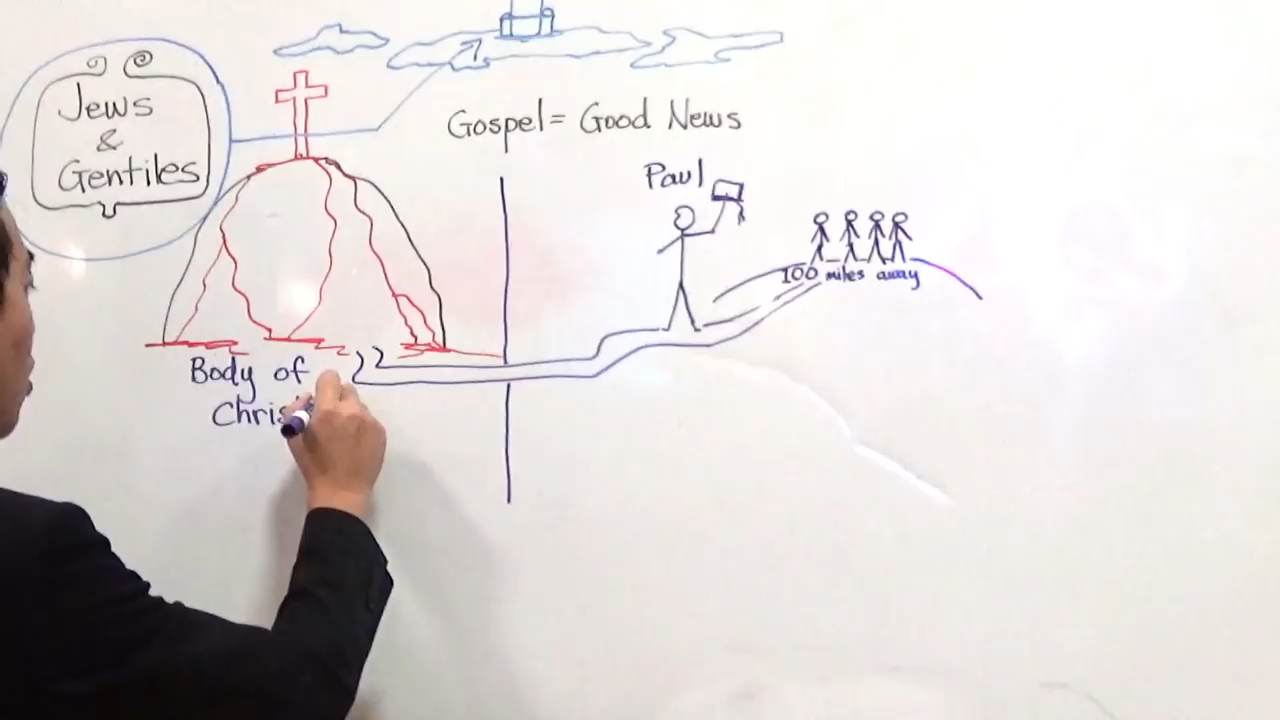 Jews
&
Gentiles
Gospel = Good News
Paul
100 miles away
Body of
Chris